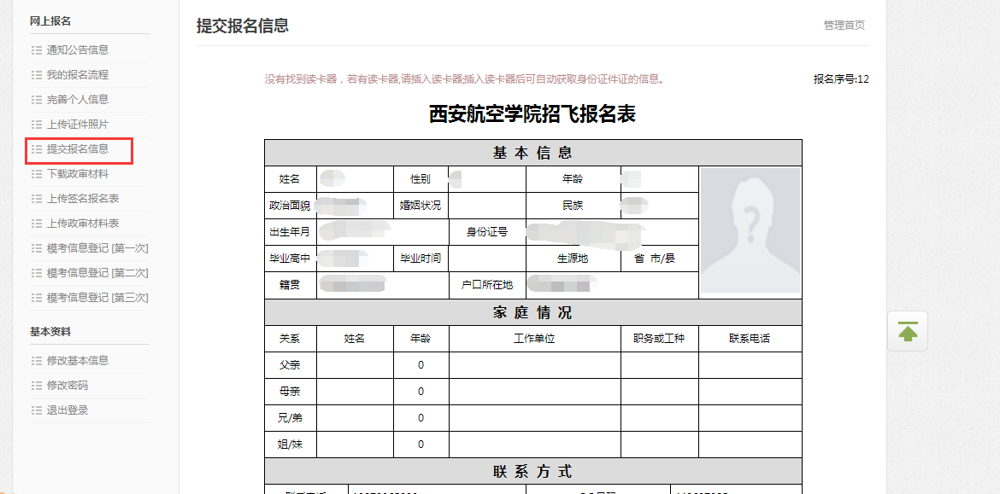 网上报名
通知公告信息
我的报名流程
完善个人信息
上传证件照片
提交报名信息
下载政审材料
上传签名报名表
上传政审材料表
模考信息登记 [第一次]
模考信息登记 [第二次]
模考信息登记 [第三次]
基本资料
修改基本信息
修改密码
退出登录
提交报名信息
管理首页
没有找到读卡器，若有读卡器,请插入读卡器;插入读卡器后可自动获取身份证件证的信息。
报名序号:12
西安航空学院招飞报名表
基 本 信 息
姓名 性别 年龄
政治面貌 婚姻状况 民族
出生年月 身份证号
毕业高中 毕业时间 生源地 省 市/县
籍贯 户口所在地
家 庭 情 况
关系 姓名 年龄 工作单位 职务或工种 联系电话
父亲 0
母亲 0
兄/弟 0
姐/妹 0
联 系 方 式